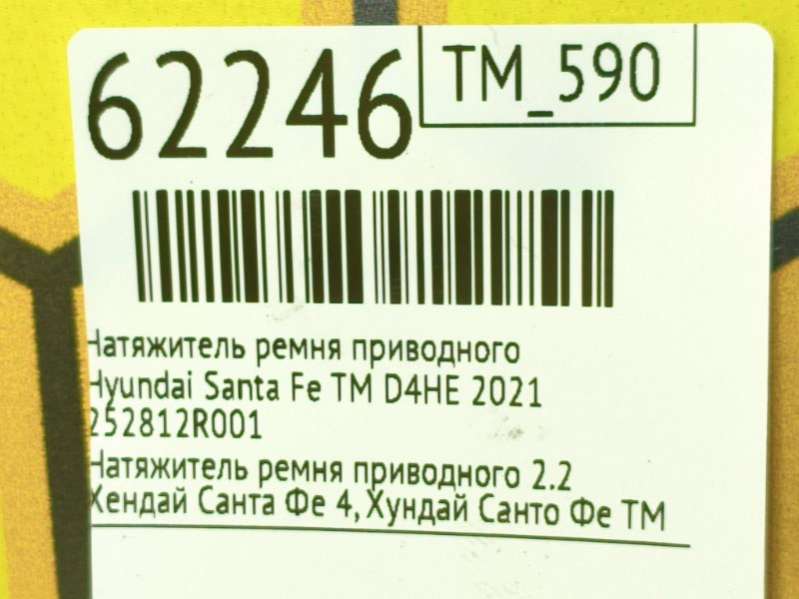 62246
TM_590
Натяжитель ремня приводного
Hyundai Santa Fe TM D4HE 2021
252812R001
Натяжитель ремня приводного 2.2
Хендай Санта Фе 4, Хундай Санто Фе ТМ